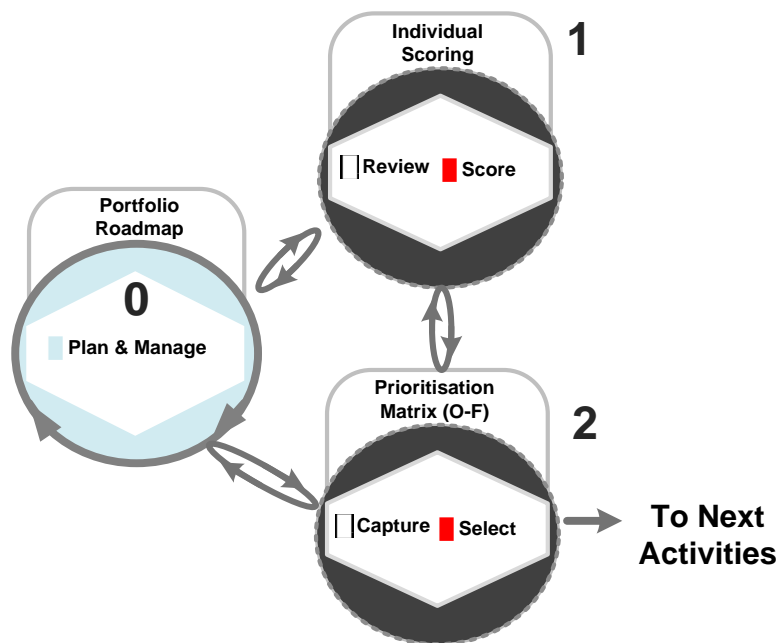 Individual
Scoring
1
Review Score
Portfolio
Roadmap
0
Plan & Manage
Prioritisation
Matrix (O-F)
2
Capture Select
To Next
Activities